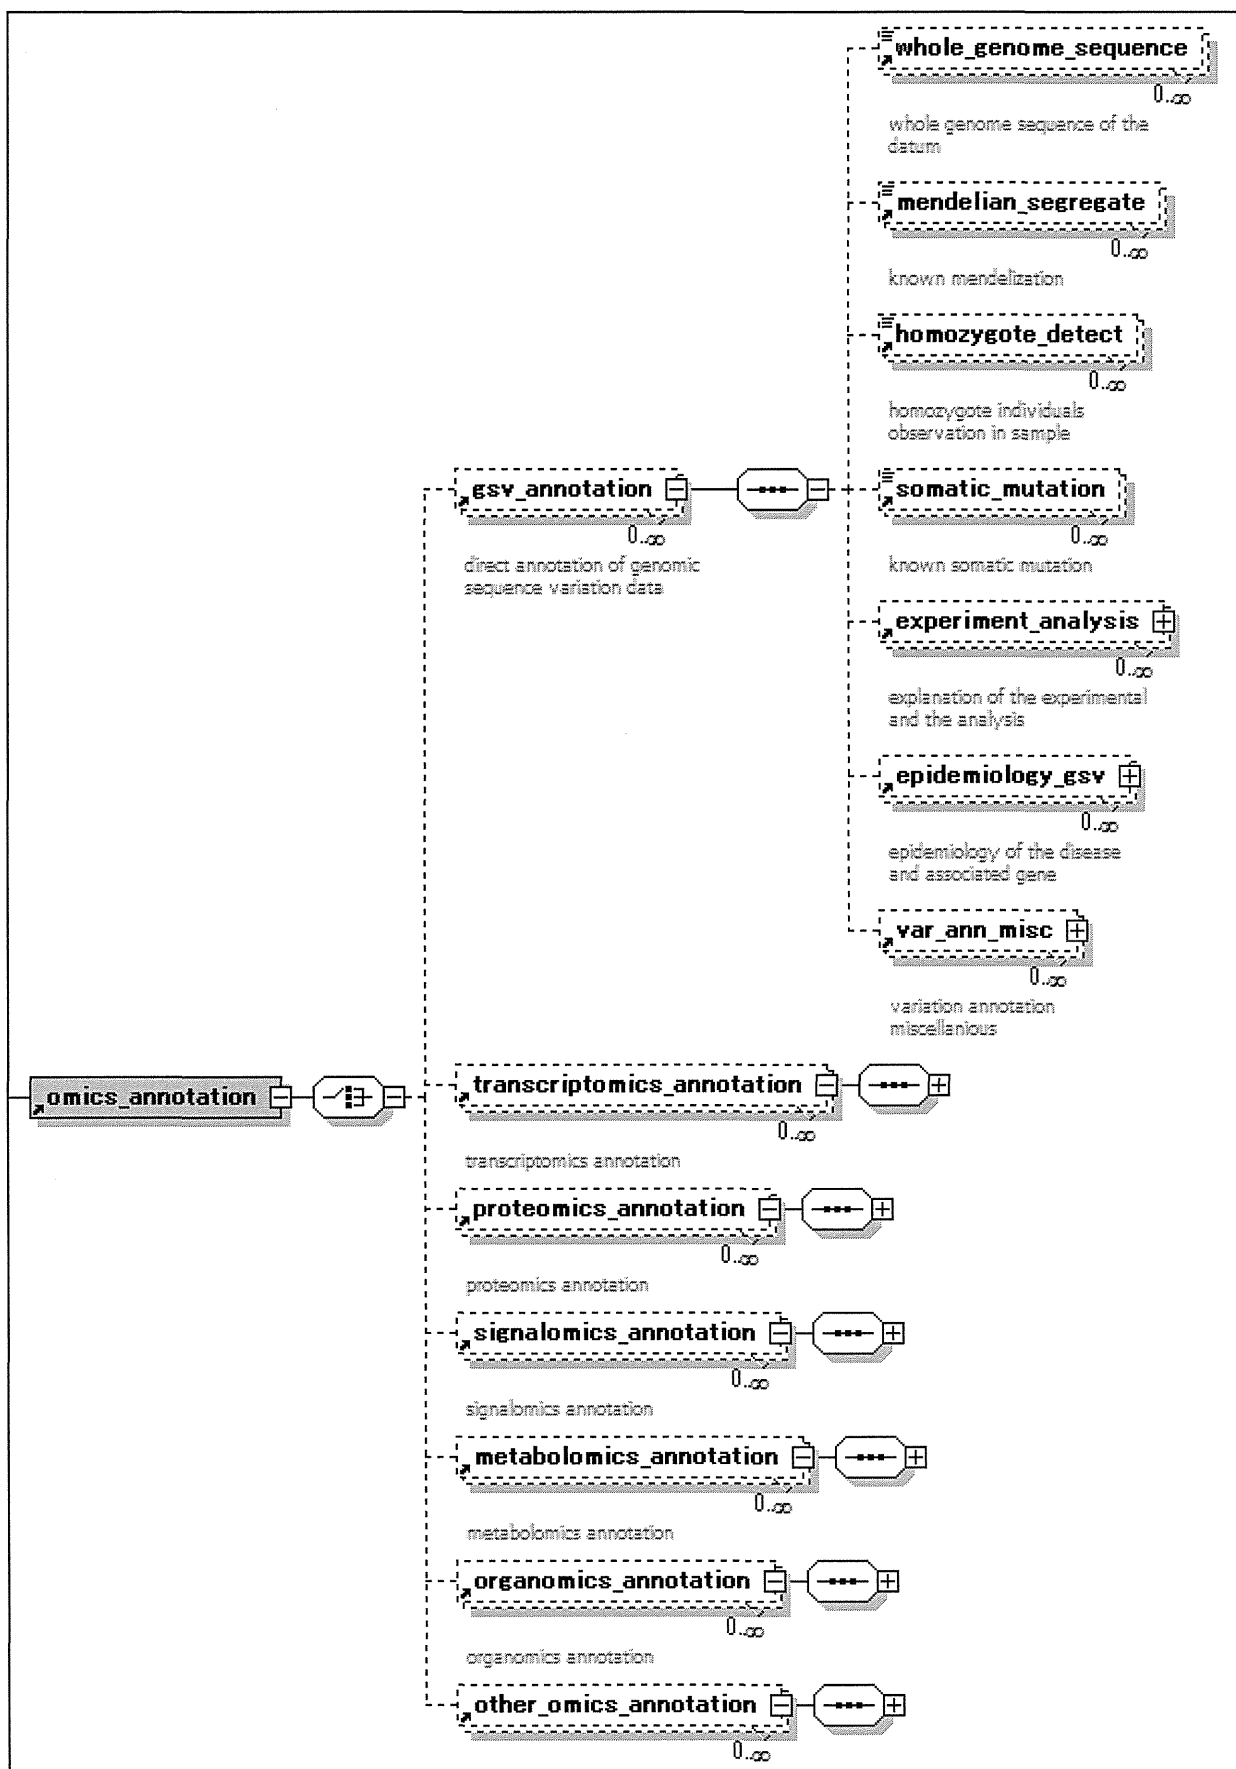 whole_genome_sequence
0..∞
whole genome sequence of the
datum
mendelian_segregate
0..∞
known mendelization
homozygote_detect
0..∞
homozygote individuals
observation in sample
gsv_annotation
0..∞
direct annotation of genomic
sequence variation data
somatic_mutation
0..∞
known somatic mutation
experiment_analysis
0..∞
explanation of the experimental
and the analysis
epidemiology_gsv
0..∞
epidemiology of the disease
and associated gene
var_ann_misc
0..∞
variation annotation
miscellanious
omics_annotation
transcriptomics_annotation
0..∞
transcriptomics annotation
proteomics_annotation
0..∞
proteomics annotation
signalomics_annotation
0..∞
signalomics annotation
metabolomics_annotation
0..∞
metabolomics annotation
organomics_annotation
0..∞
organomics annotation
other_omics_annotation
0..∞